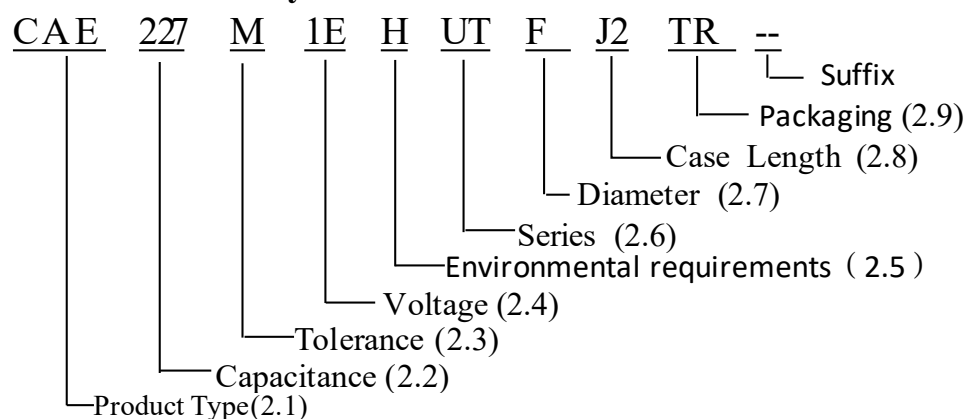 CAE 227 M 1E H UT F J2 TR --
Suffix
Packaging (2.9)
Case Length (2.8)
Diameter (2.7)
Series (2.6)
Environmental requirements（2.5）
Voltage (2.4)
Tolerance (2.3)
Capacitance (2.2)
Product Type(2.1)